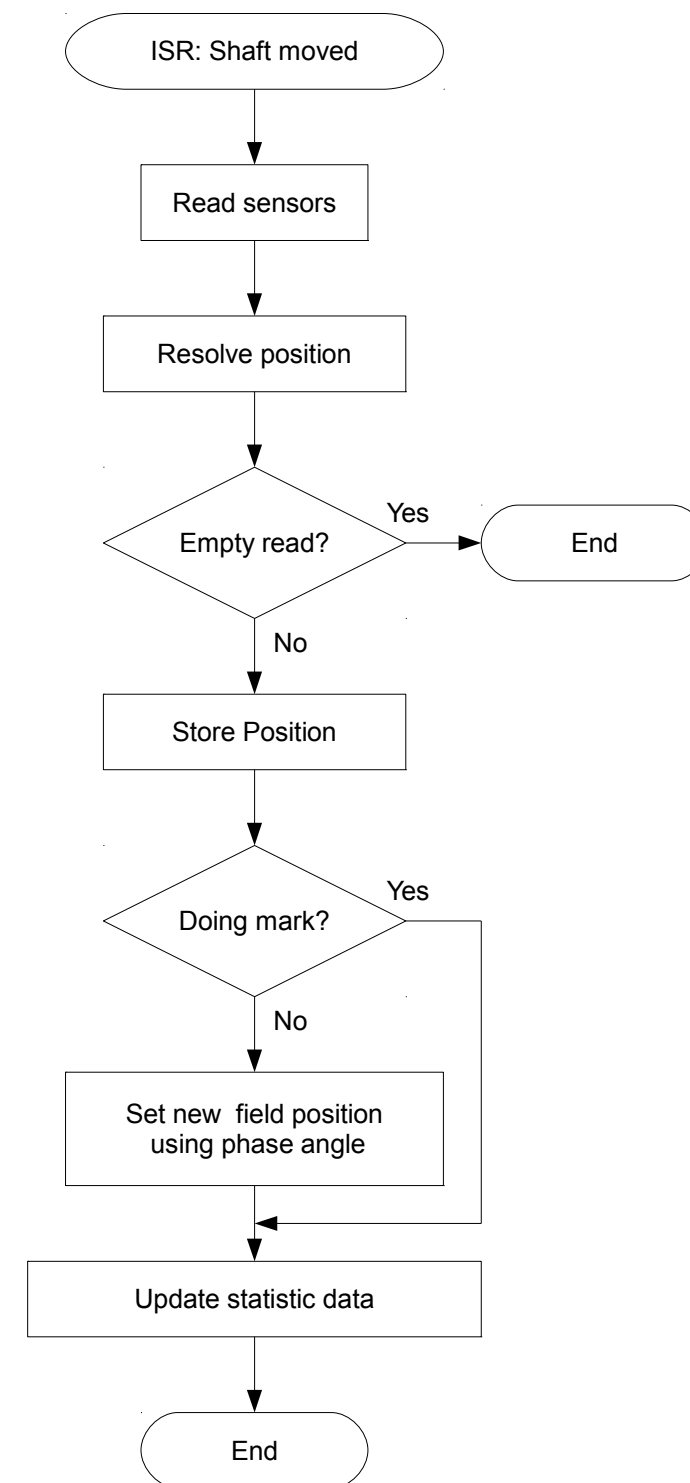 ISR: Shaft moved
Read sensors
Resolve position
Empty read?
Yes
End
No
Store Position
Doing mark?
Yes
No
Set new field position
using phase angle
Update statistic data
End